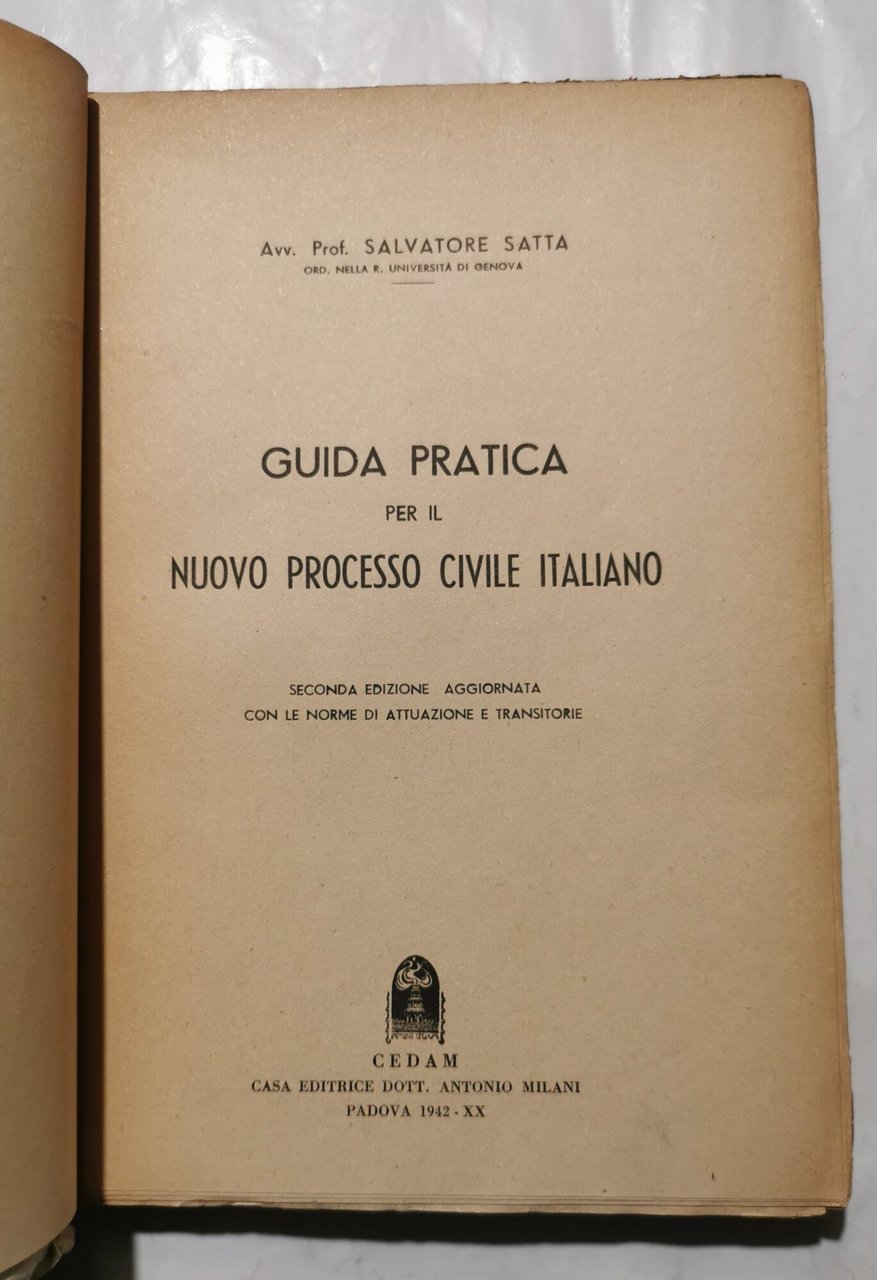 Avv. Prof. SALVATORE SATTA
ORD. NELLA R. UNIVERSITÀ DI GENOVA
GUIDA PRATICA
PER IL
NUOVO PROCESSO CIVILE ITALIANO
SECONDA EDIZIONE AGGIORNATA
CON LE NORME DI ATTUAZIONE E TRANSITORIE
CEDAM
CASA EDITRICE DOTT. ANTONIO MILANI
PADOVA 1942 - XX